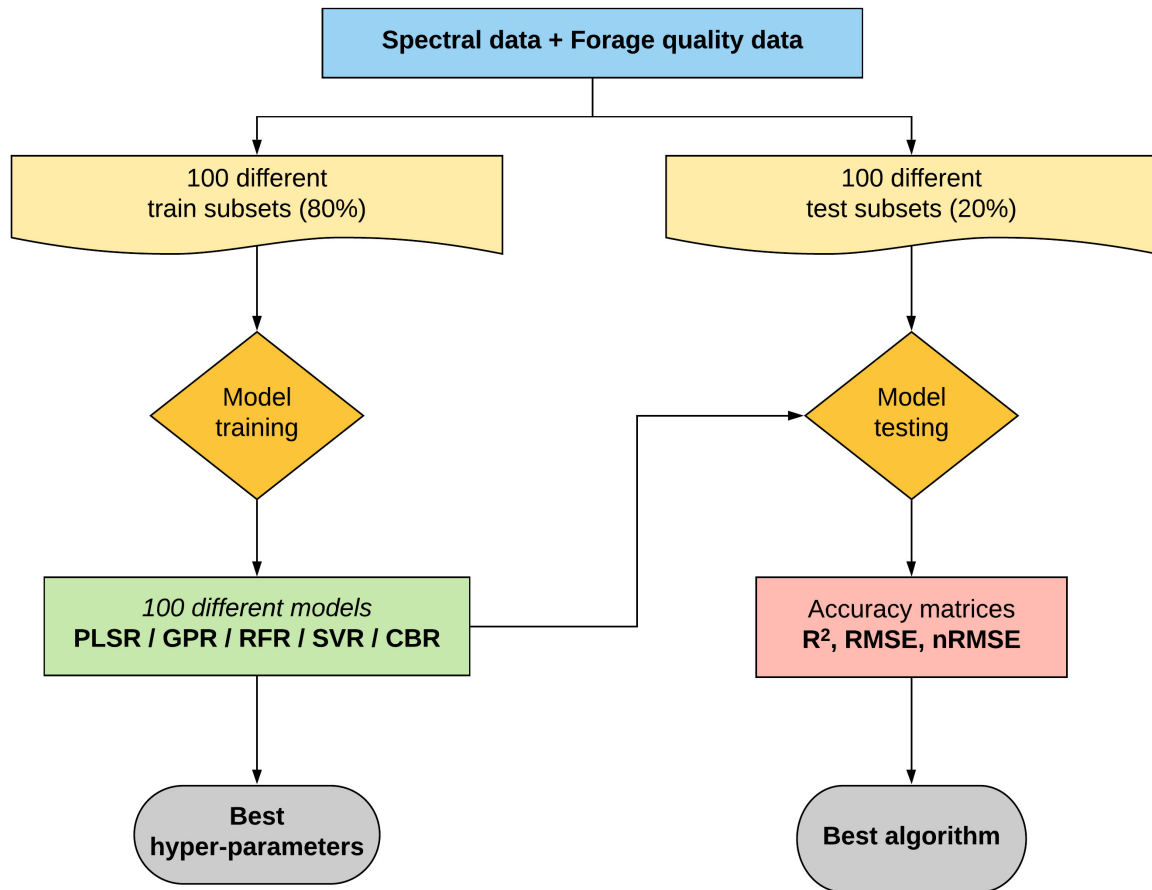 Spectral data + Forage quality data
100 different
train subsets (80%)
100 different
test subsets (20%)
Model
training
Model
testing
100 different models
PLSR / GPR / RFR / SVR / CBR
Accuracy matrices
R², RMSE, nRMSE
Best
hyper-parameters
Best algorithm